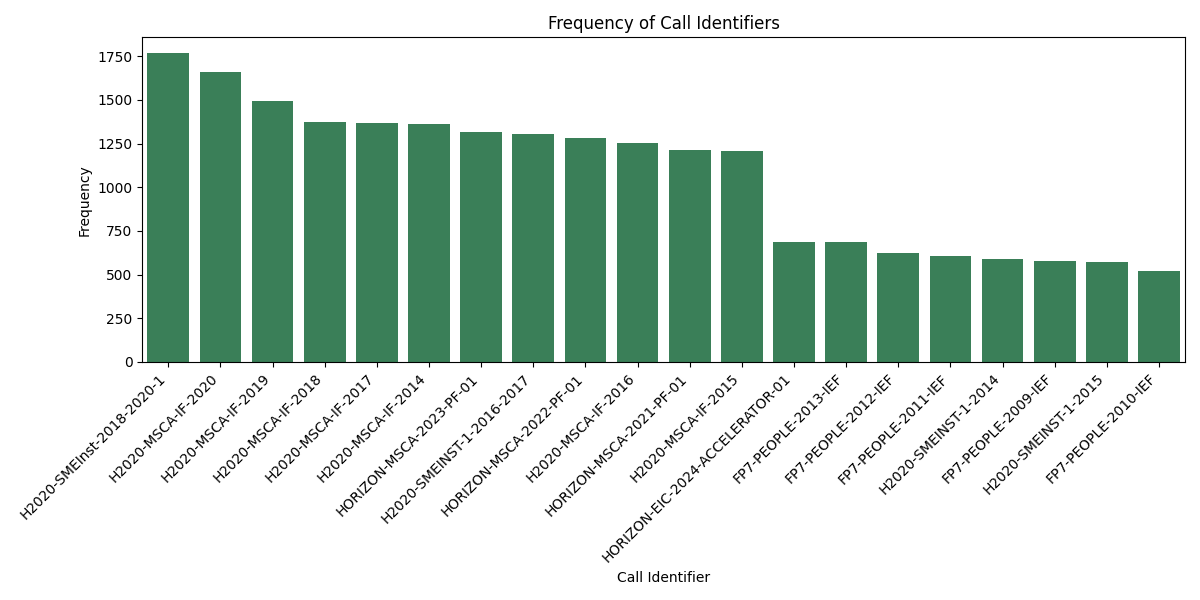 Frequency of Call Identifiers
Frequency
1750
1500
1250
1000
750
500
250
0
H2020-SMEInst-2018-2020-1
H2020-MSCA-IF-2020
H2020-MSCA-IF-2019
H2020-MSCA-IF-2018
H2020-MSCA-IF-2017
H2020-MSCA-IF-2014
HORIZON-MSCA-2023-PF-01
H2020-SMEINST-1-2016-2017
HORIZON-MSCA-2022-PF-01
H2020-MSCA-IF-2016
HORIZON-MSCA-2021-PF-01
H2020-MSCA-IF-2015
HORIZON-EIC-2024-ACCELERATOR-01
FP7-PEOPLE-2013-IEF
FP7-PEOPLE-2012-IEF
FP7-PEOPLE-2011-IEF
H2020-SMEINST-1-2014
FP7-PEOPLE-2009-IEF
H2020-SMEINST-1-2015
FP7-PEOPLE-2010-IEF
Call Identifier